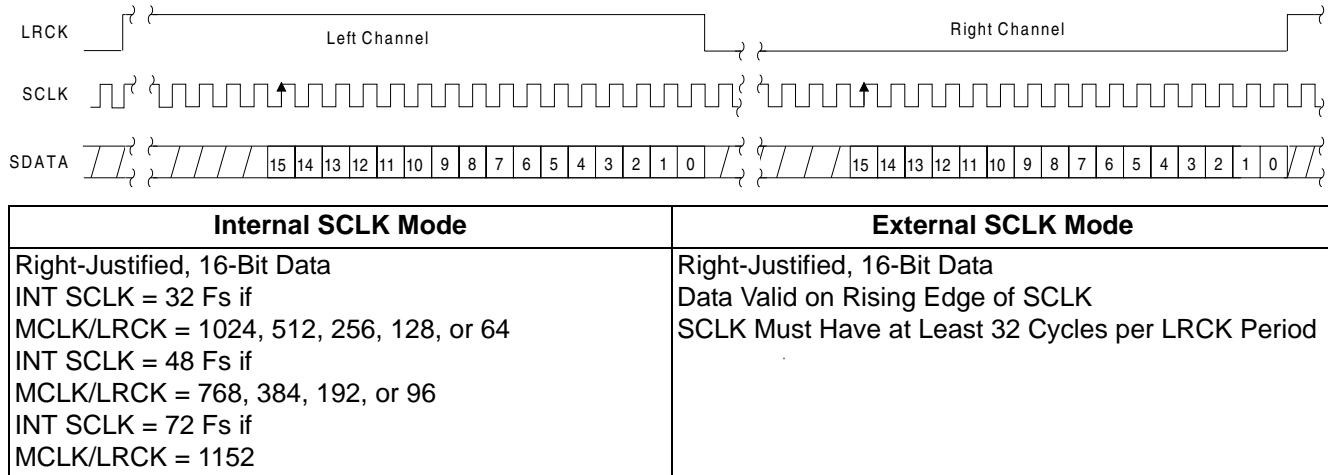 LRCK Left Channel Right Channel
SCLK
SDATA 15 14 13 12 11 10 9 8 7 6 5 4 3 2 1 0 15 14 13 12 11 10 9 8 7 6 5 4 3 2 1 0
Internal SCLK Mode
Right-Justified, 16-Bit Data
INT SCLK = 32 Fs if
MCLK/LRCK = 1024, 512, 256, 128, or 64
INT SCLK = 48 Fs if
MCLK/LRCK = 768, 384, 192, or 96
INT SCLK = 72 Fs if
MCLK/LRCK = 1152
External SCLK Mode
Right-Justified, 16-Bit Data
Data Valid on Rising Edge of SCLK
SCLK Must Have at Least 32 Cycles per LRCK Period